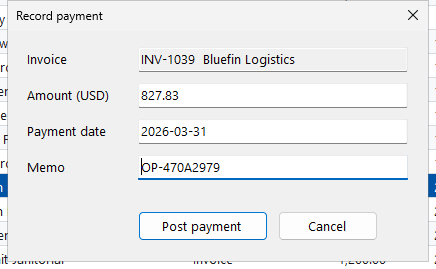 Record payment
Invoice INV-1039 Bluefin Logistics
Amount (USD) 827.83
Payment date 2026-03-31
Memo OP-470A2979
Post payment Cancel